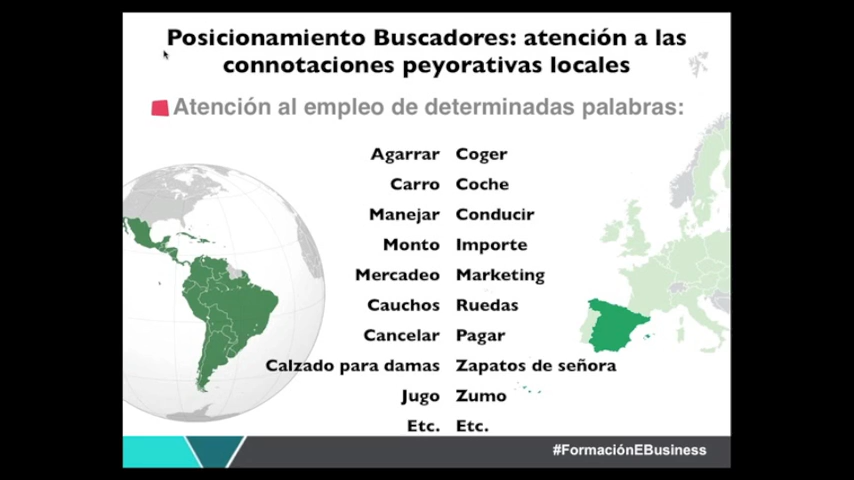 Posicionamiento Buscadores: atención a las
connotaciones peyorativas locales
Atención al empleo de determinadas palabras:
Agarrar Coger
Carro Coche
Manejar Conducir
Monto Importe
Mercadeo Marketing
Cauchos Ruedas
Cancelar Pagar
Calzado para damas Zapatos de señora
Jugo Zumo
Etc. Etc.
#FormaciónEBusiness